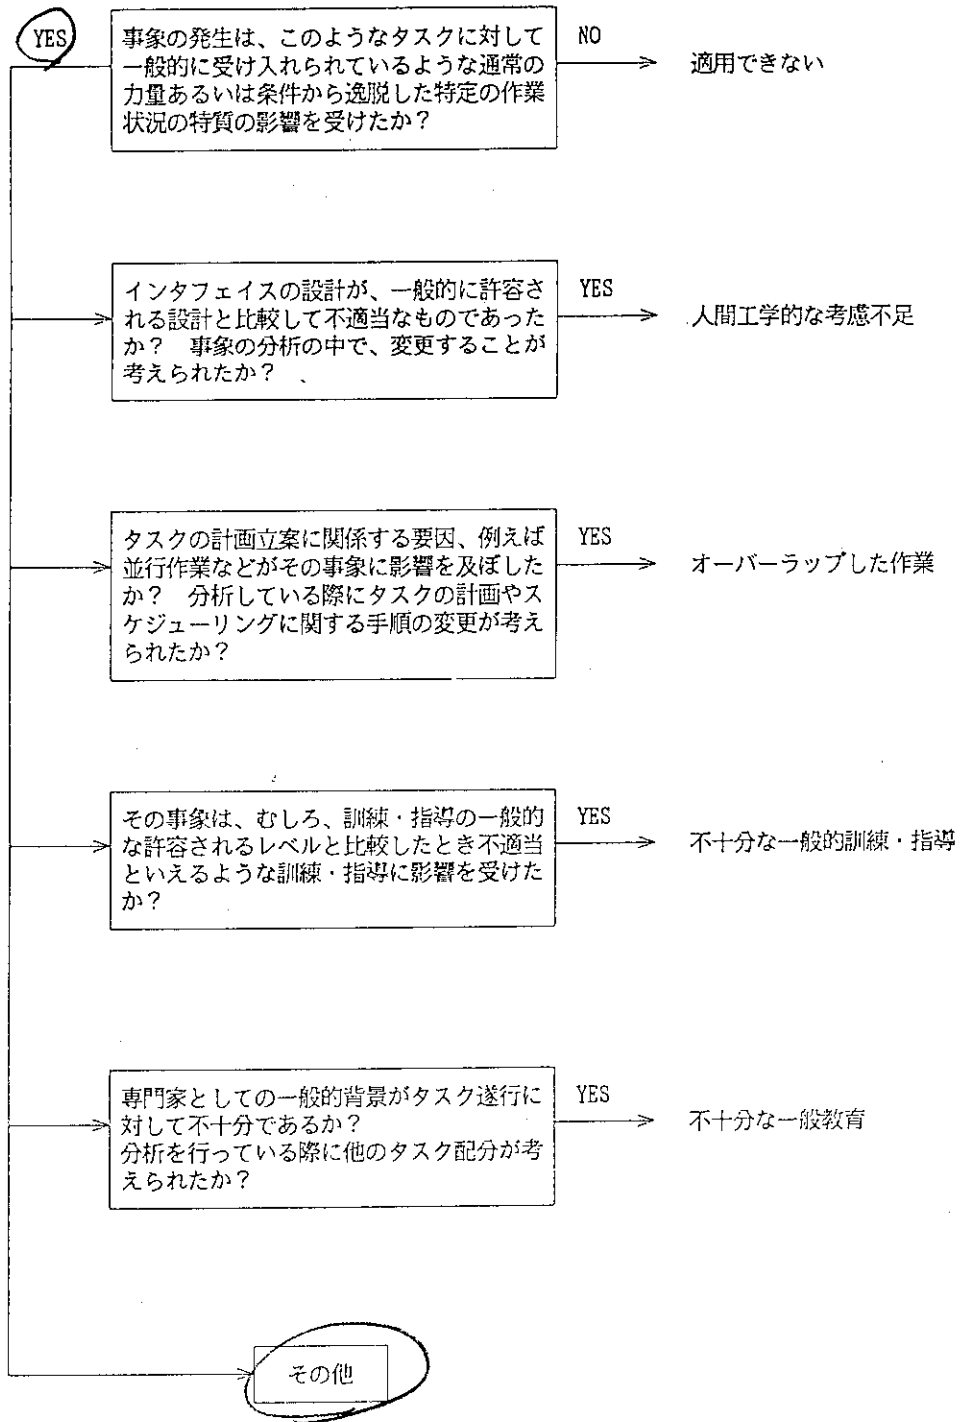 YES
事象の発生は、このようなタスクに対して
一般的に受け入れられているような通常の
力量あるいは条件から逸脱した特定の作業
状況の特質の影響を受けたか?
NO
適用できない
インタフェイスの設計が、一般的に許容さ
れる設計と比較して不適当なものであった
か? 事象の分析の中で、変更することが
考えられたか?
YES
人間工学的な考慮不足
タスクの計画立案に関係する要因、例えば
並行作業などがその事象に影響を及ぼした
か? 分析している際にタスクの計画やス
ケジューリングに関する手順の変更が考え
られたか?
YES
オーバーラップした作業
その事象は、むしろ、訓練・指導の一般的
な許容されるレベルと比較したとき不適当
といえるような訓練・指導に影響を受けた
か?
YES
不十分な一般的訓練・指導
専門家としての一般的背景がタスク遂行に
対して不十分であるか?
分析を行っている際に他のタスク配分が考
えられたか?
YES
不十分な一般教育
その他